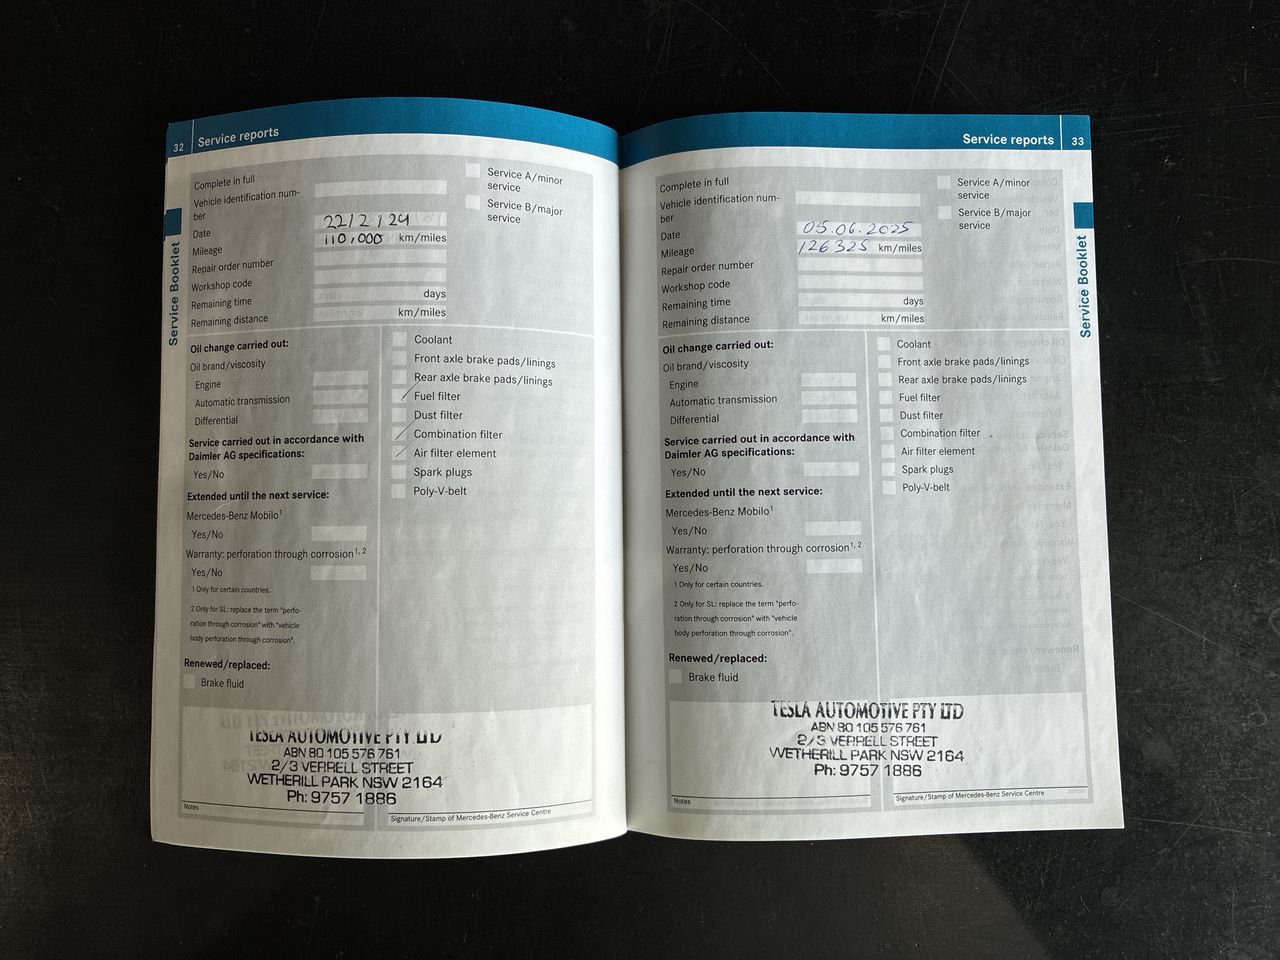 32
Service reports
Complete in full
Vehicle identification num-
ber
Date 22/2/24
Mileage 110,000 km/miles
Repair order number
Workshop code
Remaining time days
Remaining distance km/miles
Service A/minor
service
Service B/major
service
Oil change carried out:
Oil brand/viscosity
Engine
Automatic transmission
Differential
Service carried out in accordance with
Daimler AG specifications:
Yes/No
Extended until the next service:
Mercedes-Benz Mobilo1
Yes/No
Warranty: perforation through corrosion1, 2
Yes/No
1 Only for certain countries.
2 Only for SL: replace the term "perfo-
ration through corrosion" with "vehicle
body perforation through corrosion".
Renewed/replaced:
Brake fluid
Coolant
Front axle brake pads/linings
Rear axle brake pads/linings
Fuel filter
Dust filter
Combination filter
Air filter element
Spark plugs
Poly-V-belt
TESLA AUTOMOTIVE PTY LTD
ABN 80 105 576 761
2/3 VERRELL STREET
WETHERILL PARK NSW 2164
Ph: 9757 1886
Notes
Signature/Stamp of Mercedes-Benz Service Centre
Service Booklet
Service reports
33
Complete in full
Vehicle identification num-
ber
Date 05.06.2025
Mileage 126325 km/miles
Repair order number
Workshop code
Remaining time days
Remaining distance km/miles
Service A/minor
service
Service B/major
service
Oil change carried out:
Oil brand/viscosity
Engine
Automatic transmission
Differential
Service carried out in accordance with
Daimler AG specifications:
Yes/No
Extended until the next service:
Mercedes-Benz Mobilo1
Yes/No
Warranty: perforation through corrosion1, 2
Yes/No
1 Only for certain countries.
2 Only for SL: replace the term "perfo-
ration through corrosion" with "vehicle
body perforation through corrosion".
Renewed/replaced:
Brake fluid
Coolant
Front axle brake pads/linings
Rear axle brake pads/linings
Fuel filter
Dust filter
Combination filter
Air filter element
Spark plugs
Poly-V-belt
TESLA AUTOMOTIVE PTY LTD
ABN 80 105 576 761
2/3 VERRELL STREET
WETHERILL PARK NSW 2164
Ph: 9757 1886
Notes
Signature/Stamp of Mercedes-Benz Service Centre
Service Booklet